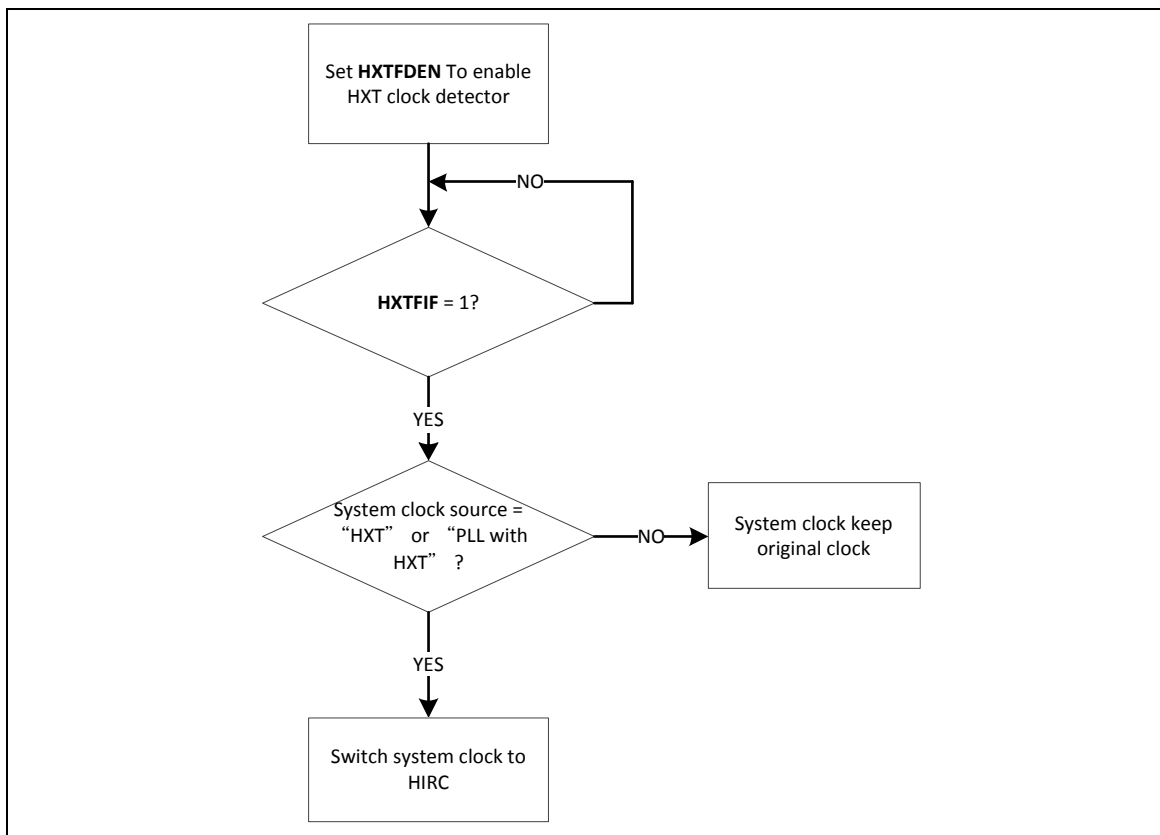 Set HXTFDEN To enable
HXT clock detector
NO
HXTFIF = 1?
YES
System clock source =
“HXT” or “PLL with
HXT” ?
NO
System clock keep
original clock
YES
Switch system clock to
HIRC